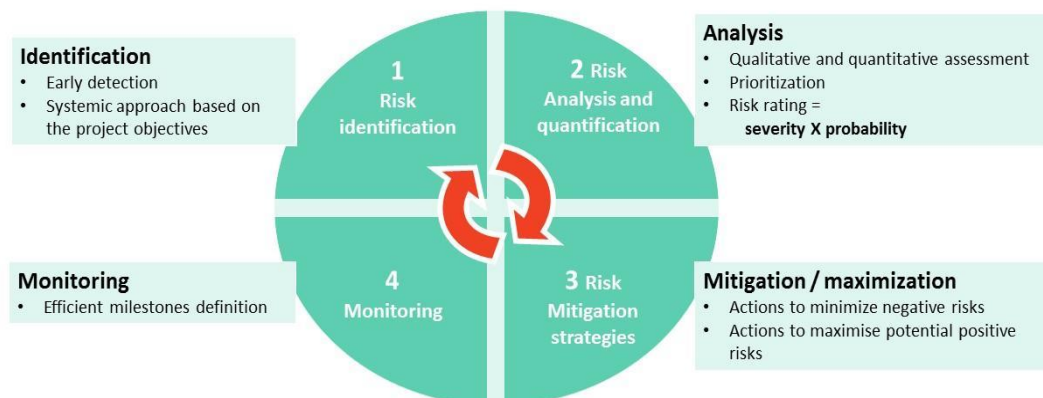 Identification
• Early detection
• Systemic approach based on
the project objectives
1
Risk
identification
2 Risk
Analysis and
quantification
Analysis
• Qualitative and quantitative assessment
• Prioritization
• Risk rating =
severity X probability
Monitoring
• Efficient milestones definition
4
Monitoring
3 Risk
Mitigation
strategies
Mitigation / maximization
• Actions to minimize negative risks
• Actions to maximise potential positive
risks